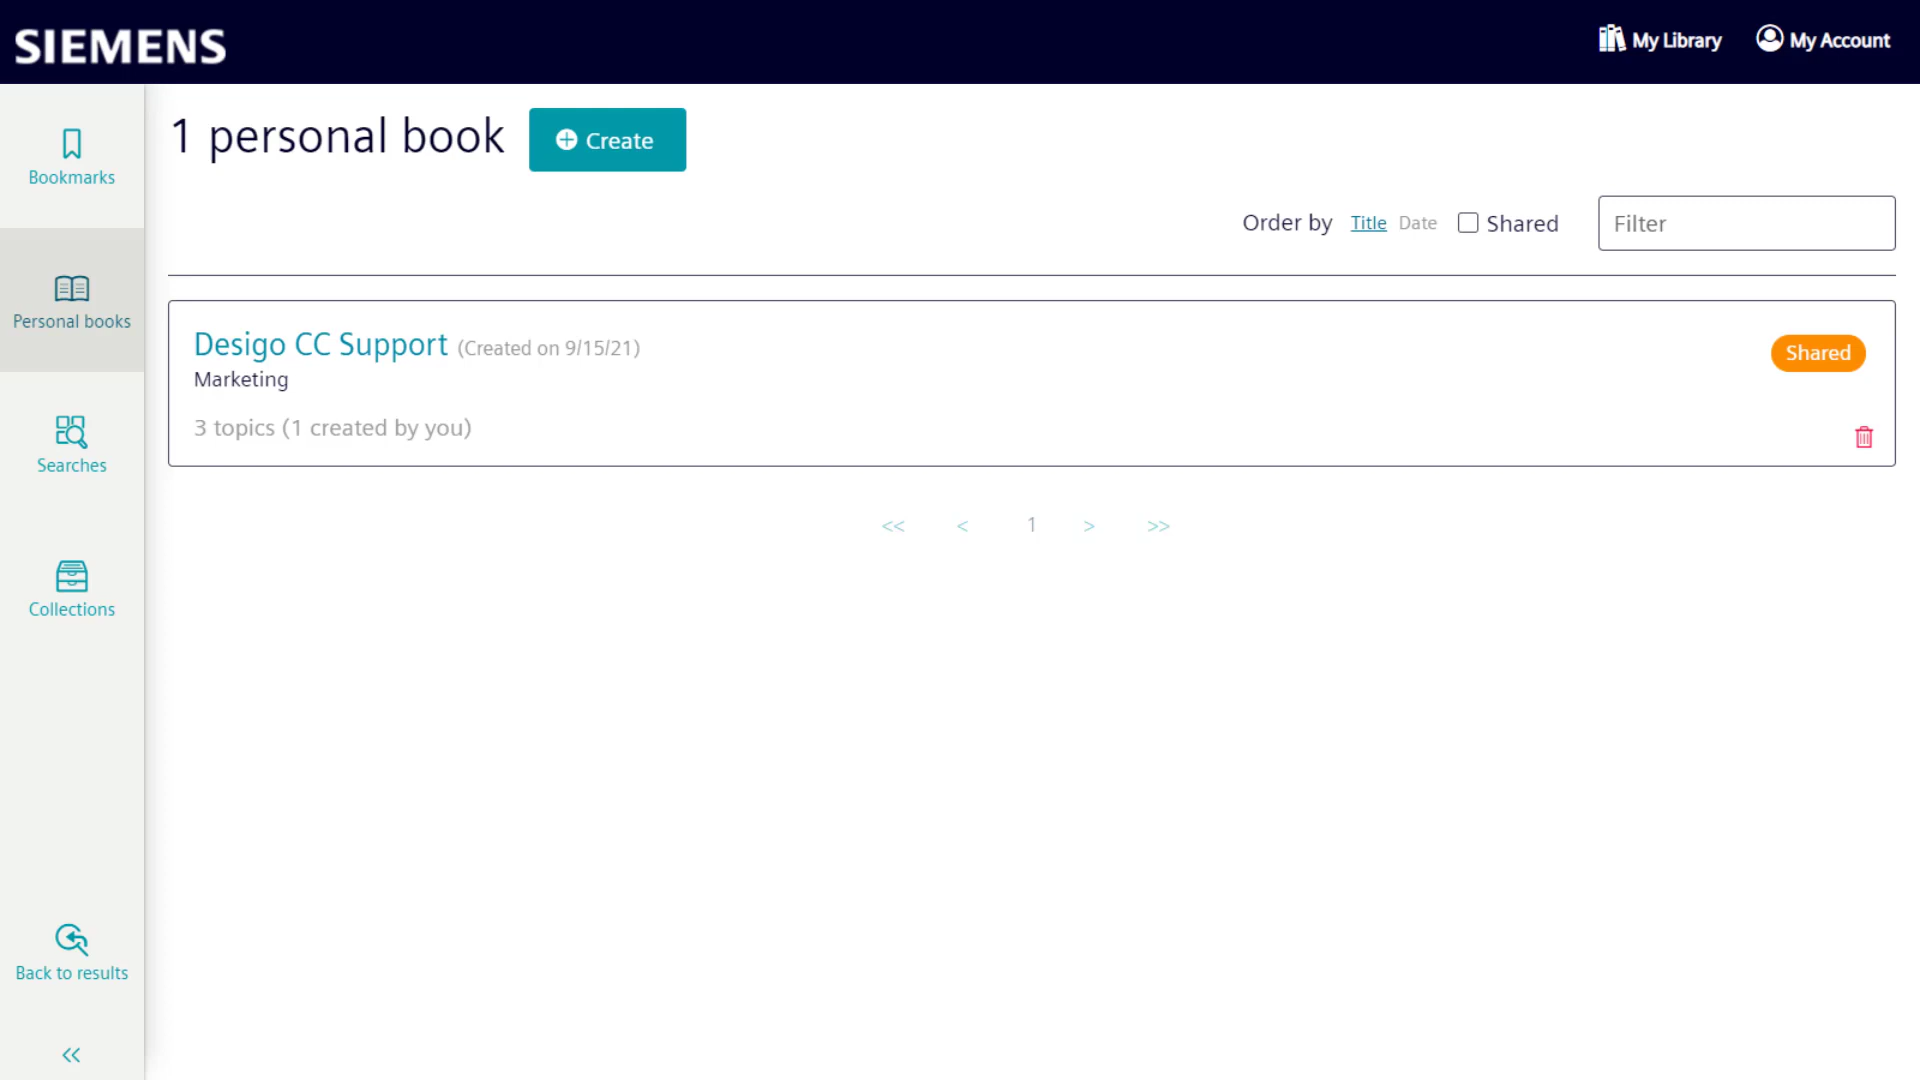 SIEMENS
My Library
My Account
Bookmarks
Personal books
Searches
Collections
Back to results
1 personal book
Create
Order by Title Date Shared
Filter
Desigo CC Support (Created on 9/15/21)
Shared
Marketing
3 topics (1 created by you)
<< < 1 > >>